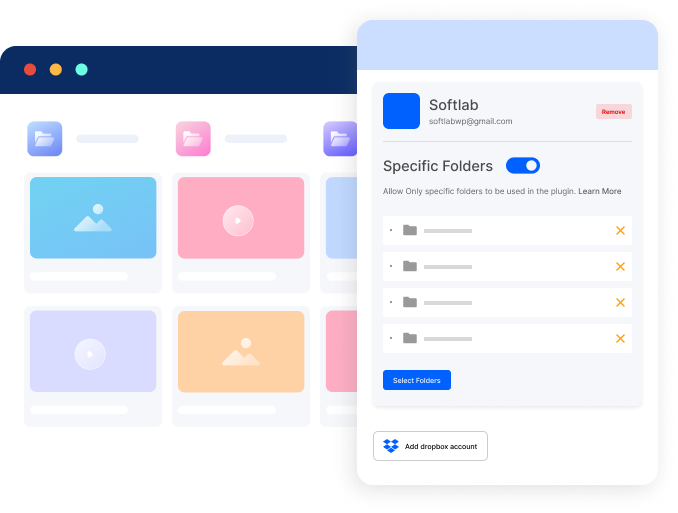 Softlab
softlabwp@gmail.com
Remove
Specific Folders
Allow Only specific folders to be used in the plugin. Learn More
Select Folders
Add dropbox account